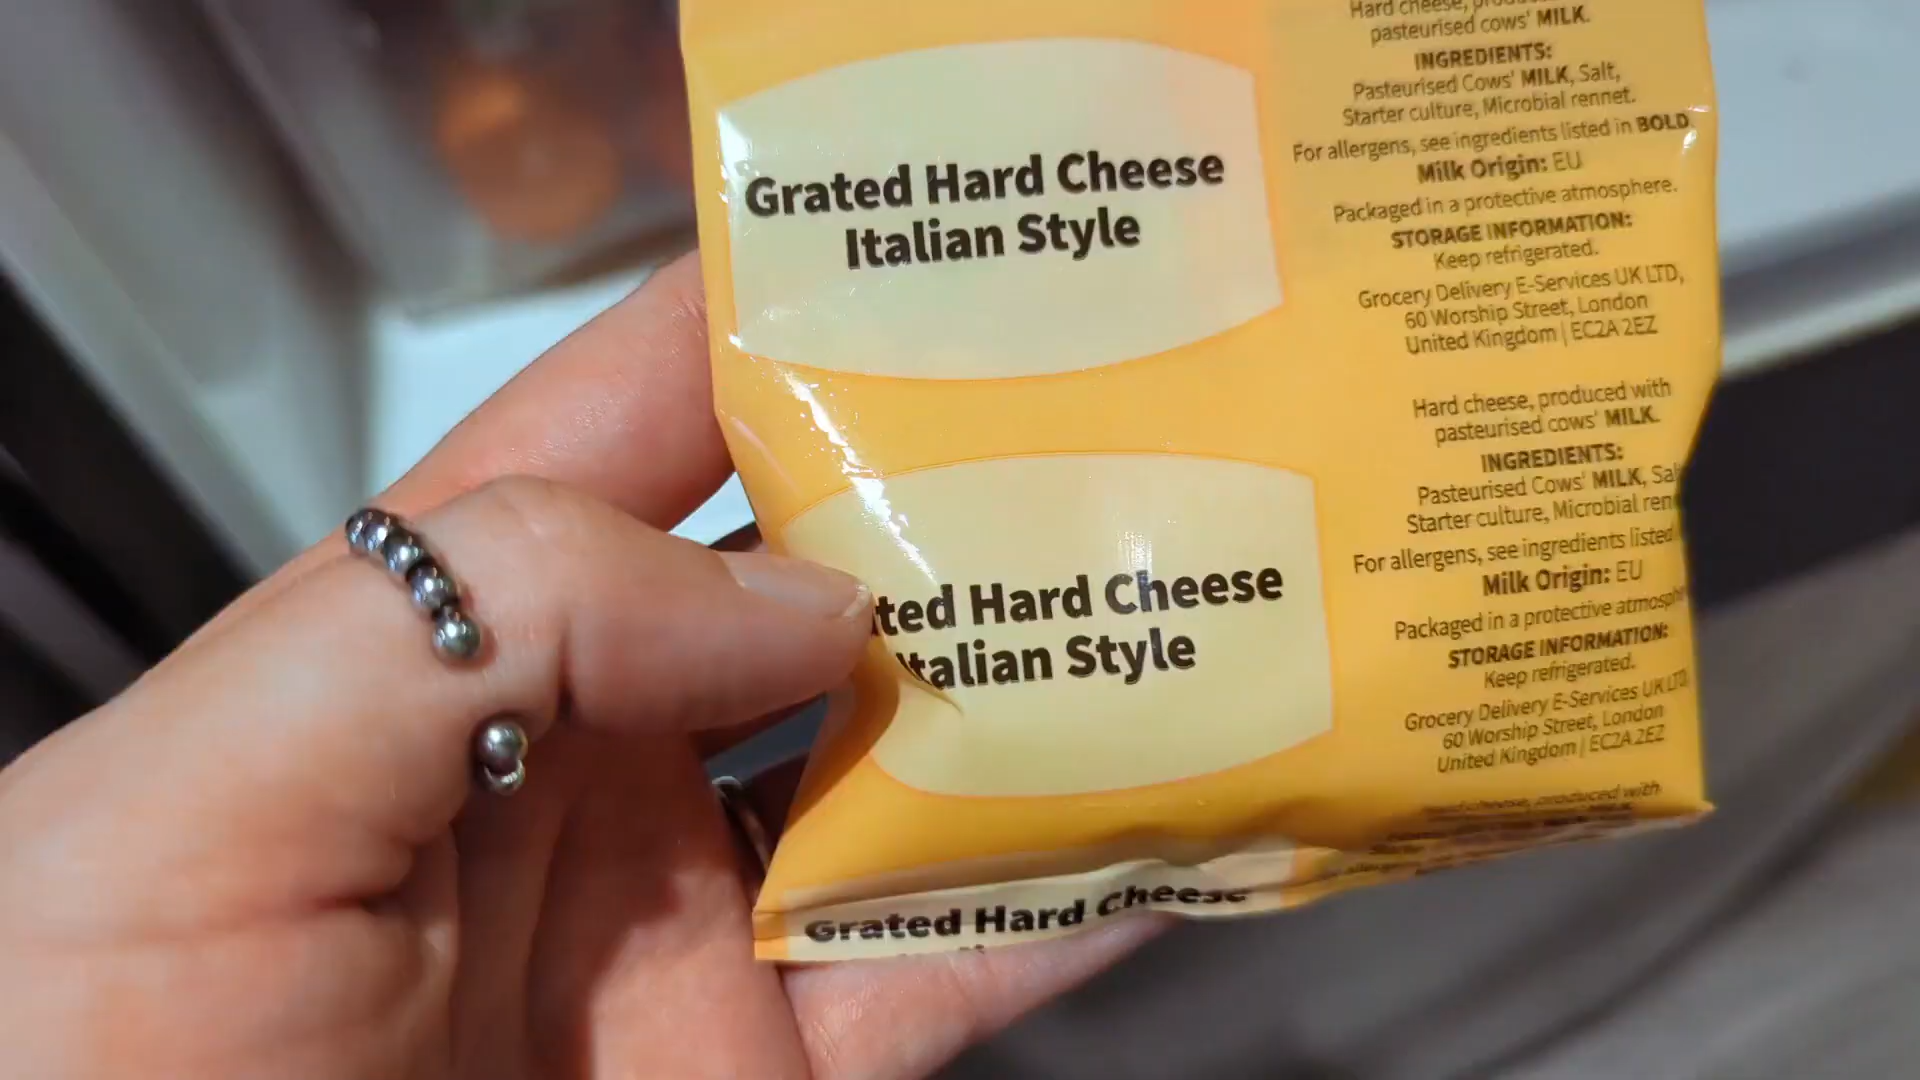 Grated Hard Cheese
Italian Style
Hard cheese,
pasteurised cows' MILK.
INGREDIENTS:
Pasteurised Cows' MILK, Salt,
Starter culture, Microbial rennet.
For allergens, see ingredients listed in BOLD
Milk Origin: EU
Packaged in a protective atmosphere.
STORAGE INFORMATION:
Keep refrigerated.
Grocery Delivery E-Services UK LTD,
60 Worship Street, London
United Kingdom | EC2A 2EZ
ted Hard Cheese
Italian Style
Hard cheese, produced with
pasteurised cows' MILK.
INGREDIENTS:
Pasteurised Cows' MILK, Sal
Starter culture, Microbial ren
For allergens, see ingredients listed
Milk Origin: EU
Packaged in a protective atmosph
STORAGE INFORMATION:
Keep refrigerated.
Grocery Delivery E-Services UK LTD,
60 Worship Street, London
United Kingdom | EC2A 2EZ
Grated Hard Cheese
produced with